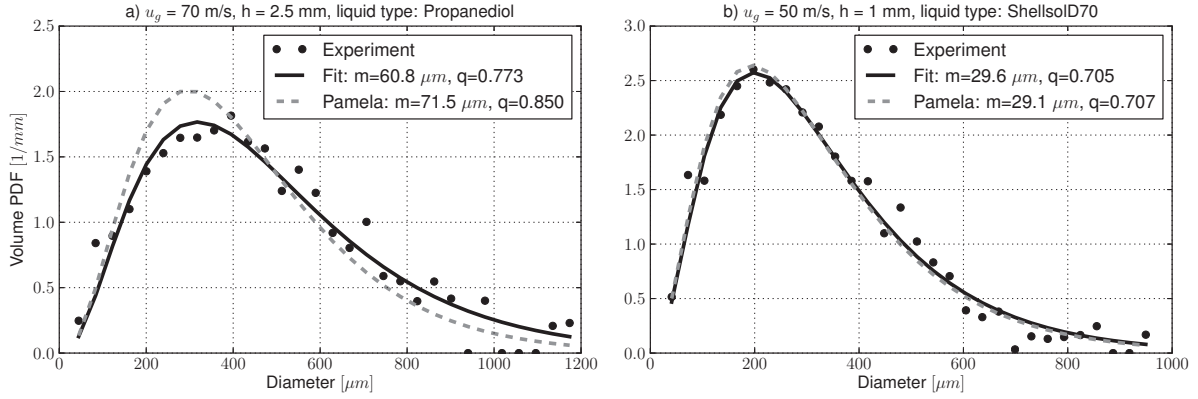 a) u_g = 70 m/s, h = 2.5 mm, liquid type: Propanediol
2.5
2.0
1.5
1.0
0.5
0.0
Volume PDF [1/mm]
Experiment
Fit: m=60.8 μm, q=0.773
Pamela: m=71.5 μm, q=0.850
0 200 400 600 800 1000 1200
Diameter [μm]
b) u_g = 50 m/s, h = 1 mm, liquid type: ShellsolD70
3.0
2.5
2.0
1.5
1.0
0.5
0.0
Experiment
Fit: m=29.6 μm, q=0.705
Pamela: m=29.1 μm, q=0.707
0 200 400 600 800 1000
Diameter [μm]